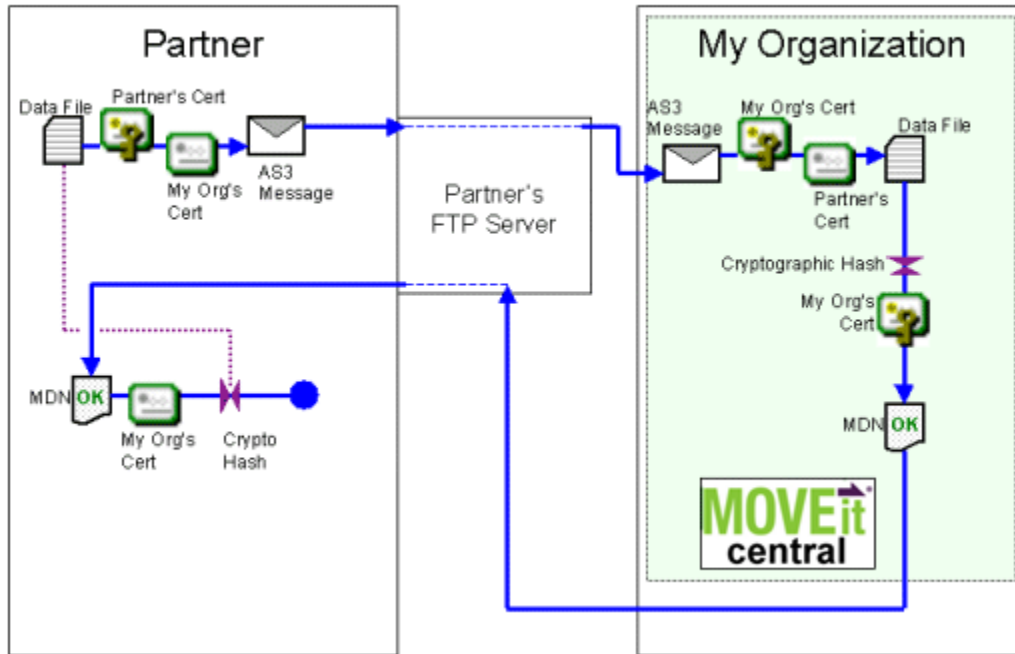 Partner
Data File
Partner's Cert
My Org's
Cert
AS3
Message
Partner's
FTP Server
My Organization
AS3
Message
My Org's Cert
Data File
Partner's
Cert
Cryptographic Hash
My Org's
Cert
MDN
OK
MDN
OK
My Org's
Cert
Crypto
Hash
MOVEit
central